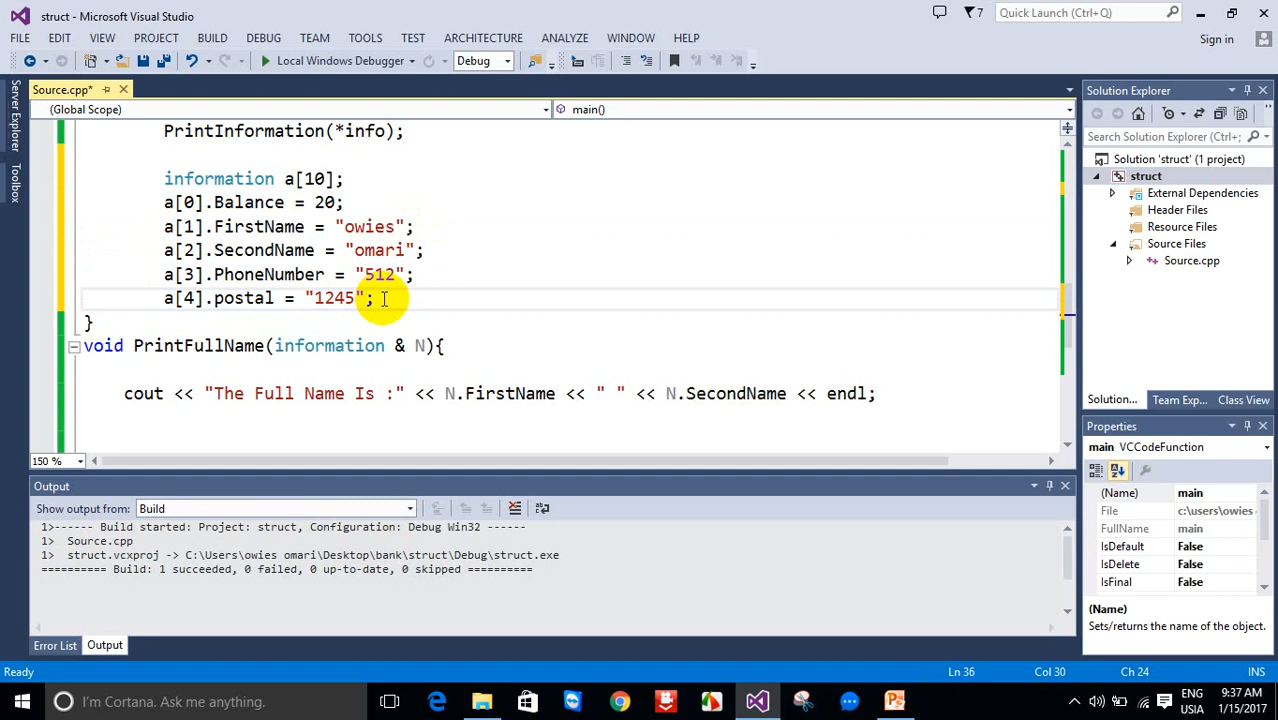 struct - Microsoft Visual Studio
7
Quick Launch (Ctrl+Q)
FILE EDIT VIEW PROJECT BUILD DEBUG TEAM TOOLS TEST ARCHITECTURE ANALYZE WINDOW HELP
Sign in
Local Windows Debugger
Debug
Server Explorer
Toolbox
Source.cpp*
(Global Scope)
main()
PrintInformation(*info);
information a[10];
a[0].Balance = 20;
a[1].FirstName = "owies";
a[2].SecondName = "omari";
a[3].PhoneNumber = "512";
a[4].postal = "1245";
}
void PrintFullName(information & N){
cout << "The Full Name Is :" << N.FirstName << " " << N.SecondName << endl;
150 %
Output
Show output from: Build
1>------ Build started: Project: struct, Configuration: Debug Win32 ------
1> Source.cpp
1> struct.vcxproj -> C:\Users\owies omari\Desktop\bank\struct\Debug\struct.exe
========== Build: 1 succeeded, 0 failed, 0 up-to-date, 0 skipped ==========
Error List Output
Solution Explorer
Search Solution Explorer (Ctrl+;
Solution 'struct' (1 project)
struct
External Dependencies
Header Files
Resource Files
Source Files
Source.cpp
Solution... Team Exp... Class View
Properties
main VCCodeFunction
(Name) main
File c:\users\owies
FullName main
IsDefault False
IsDelete False
IsFinal False
(Name)
Sets/returns the name of the object.
Ready
Ln 36 Col 30 Ch 24 INS
I'm Cortana. Ask me anything.
ENG
USIA
9:37 AM
1/15/2017